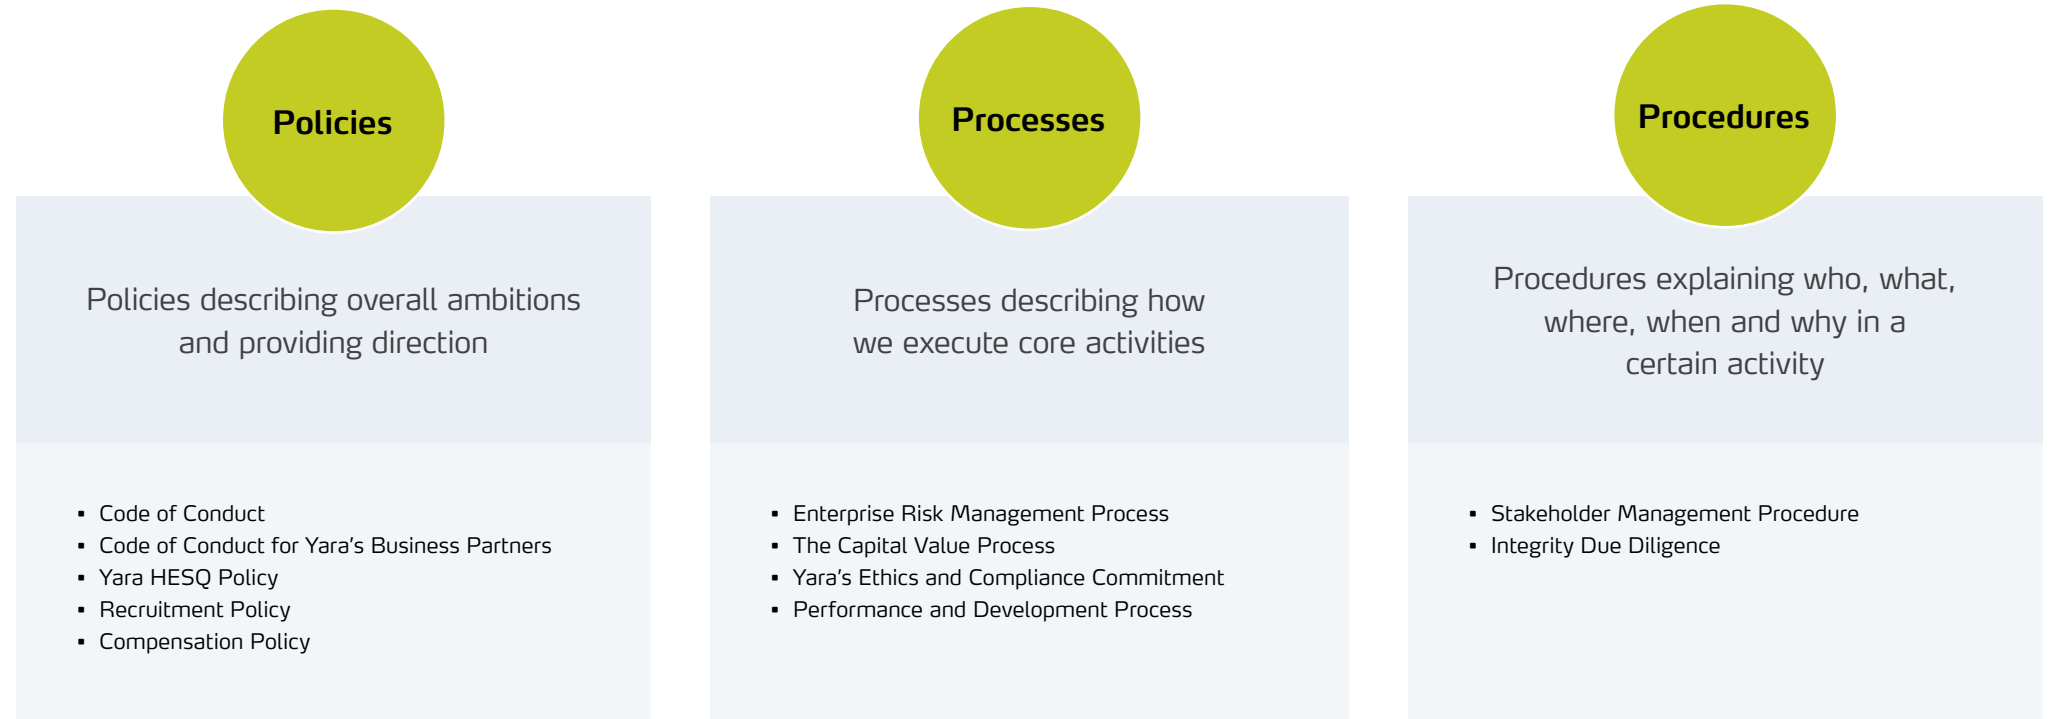 Policies
Policies describing overall ambitions
and providing direction
▪ Code of Conduct
▪ Code of Conduct for Yara’s Business Partners
▪ Yara HESQ Policy
▪ Recruitment Policy
▪ Compensation Policy
Processes
Processes describing how
we execute core activities
▪ Enterprise Risk Management Process
▪ The Capital Value Process
▪ Yara’s Ethics and Compliance Commitment
▪ Performance and Development Process
Procedures
Procedures explaining who, what,
where, when and why in a
certain activity
▪ Stakeholder Management Procedure
▪ Integrity Due Diligence